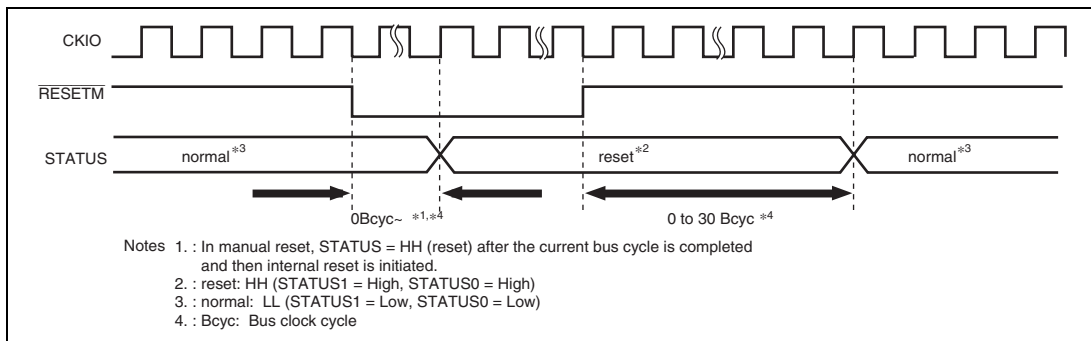 CKIO
RESETM
STATUS
normal*3
reset*2
normal*3
0Bcyc~ *1,*4
0 to 30 Bcyc *4
Notes 1. : In manual reset, STATUS = HH (reset) after the current bus cycle is completed
and then internal reset is initiated.
2. : reset: HH (STATUS1 = High, STATUS0 = High)
3. : normal: LL (STATUS1 = Low, STATUS0 = Low)
4. : Bcyc: Bus clock cycle